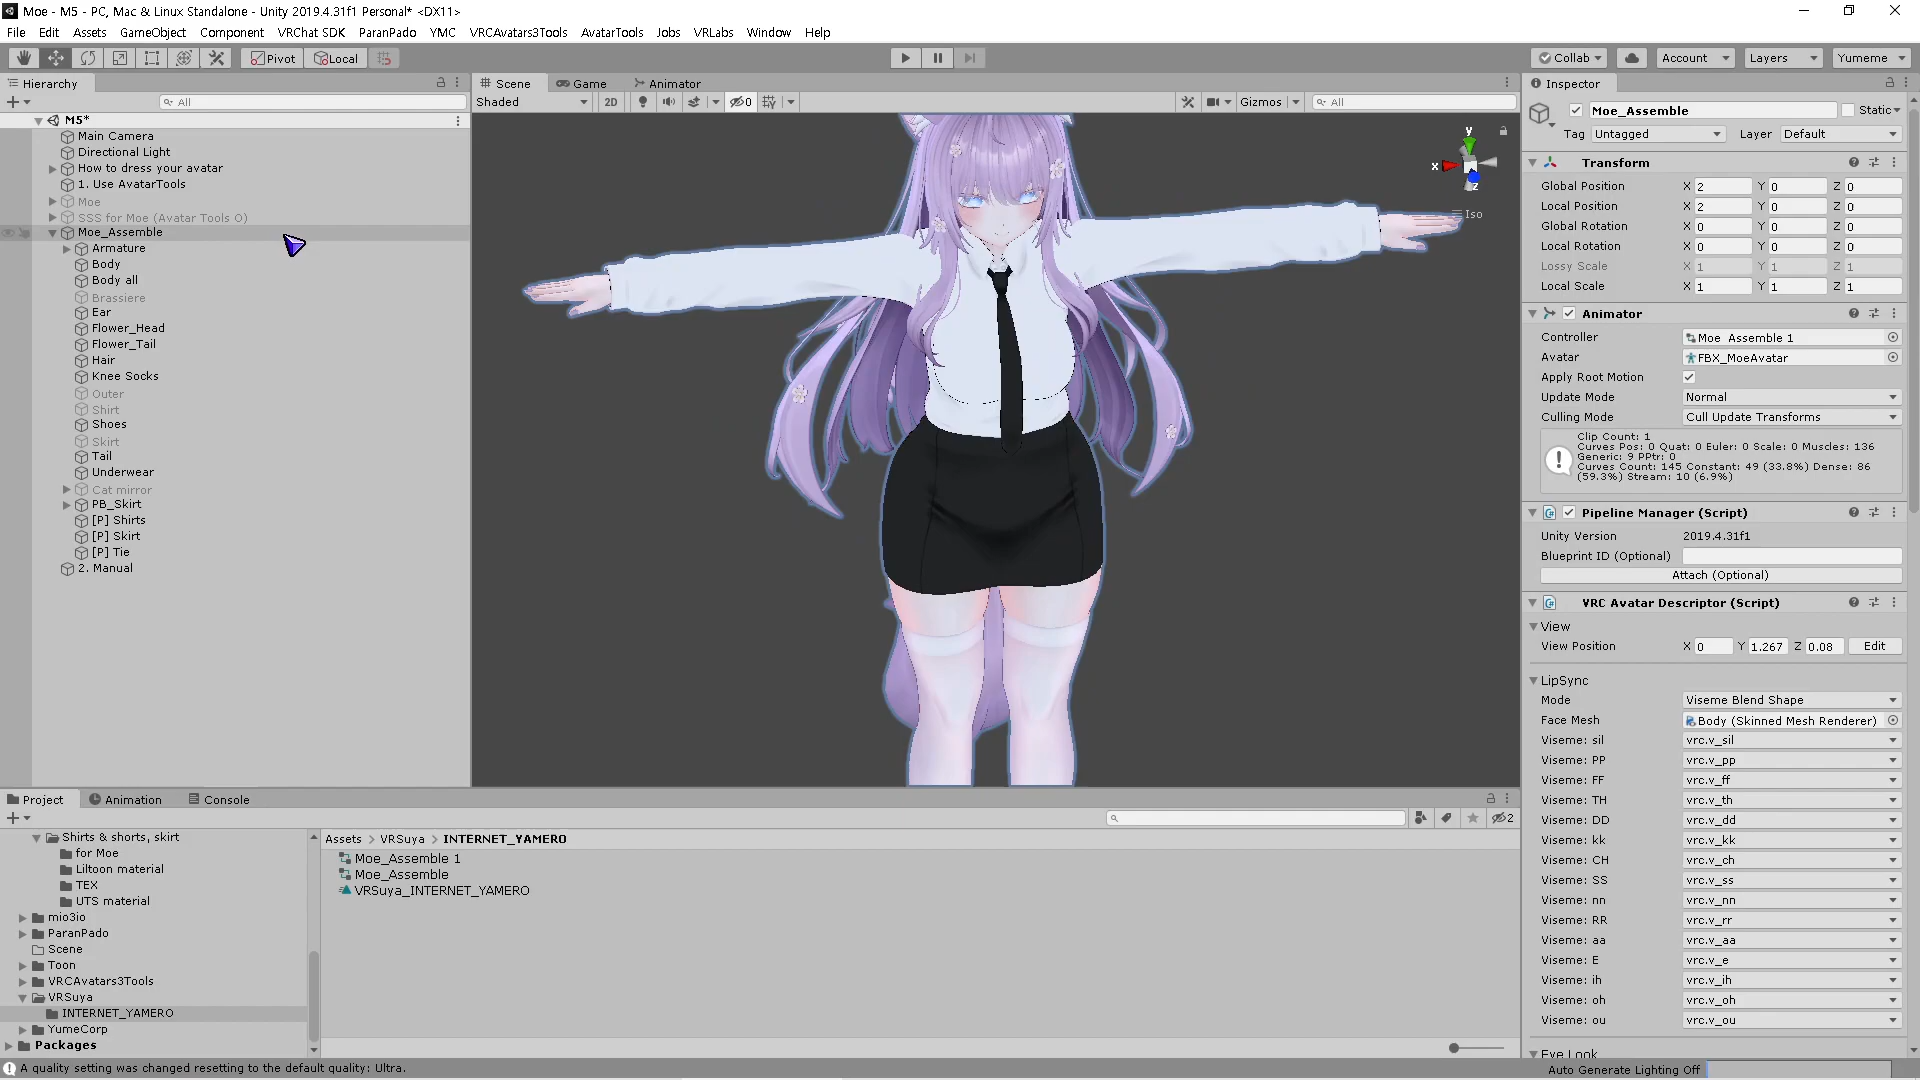 Moe - M5 - PC, Mac & Linux Standalone - Unity 2019.4.31f1 Personal* <DX11>
File Edit Assets GameObject Component VRChat SDK ParanPado YMC VRCAvatars3Tools AvatarTools Jobs VRLabs Window Help
Pivot Local Collab Account Layers Yumeme
Hierarchy
All
M5*
Main Camera
Directional Light
How to dress your avatar
1. Use AvatarTools
Moe
SSS for Moe (Avatar Tools O)
Moe_Assemble
Armature
Body
Body all
Brassiere
Ear
Flower_Head
Flower_Tail
Hair
Knee Socks
Outer
Shirt
Shoes
Skirt
Tail
Underwear
Cat mirror
PB_Skirt
[P] Shirts
[P] Skirt
[P] Tie
2. Manual
Scene Game Animator
Shaded 2D 0 Gizmos All
y
x
z
Iso
Inspector
Moe_Assemble Static
Tag Untagged Layer Default
Transform
Global Position X 2 Y 0 Z 0
Local Position X 2 Y 0 Z 0
Global Rotation X 0 Y 0 Z 0
Local Rotation X 0 Y 0 Z 0
Lossy Scale X 1 Y 1 Z 1
Local Scale X 1 Y 1 Z 1
Animator
Controller Moe_Assemble 1
Avatar FBX_MoeAvatar
Apply Root Motion
Update Mode Normal
Culling Mode Cull Update Transforms
Clip Count: 1
Curves Pos: 0 Quat: 0 Euler: 0 Scale: 0 Muscles: 136
Generic: 9 PPtr: 0
Curves Count: 145 Constant: 49 (33.8%) Dense: 86
(59.3%) Stream: 10 (6.9%)
Pipeline Manager (Script)
Unity Version 2019.4.31f1
Blueprint ID (Optional)
Attach (Optional)
VRC Avatar Descriptor (Script)
View
View Position X 0 Y 1.267 Z 0.08 Edit
LipSync
Mode Viseme Blend Shape
Face Mesh Body (Skinned Mesh Renderer)
Viseme: sil vrc.v_sil
Viseme: PP vrc.v_pp
Viseme: FF vrc.v_ff
Viseme: TH vrc.v_th
Viseme: DD vrc.v_dd
Viseme: kk vrc.v_kk
Viseme: CH vrc.v_ch
Viseme: SS vrc.v_ss
Viseme: nn vrc.v_nn
Viseme: RR vrc.v_rr
Viseme: aa vrc.v_aa
Viseme: E vrc.v_e
Viseme: ih vrc.v_ih
Viseme: oh vrc.v_oh
Viseme: ou vrc.v_ou
Eye Look
Project Animation Console
2
Shirts & shorts, skirt
for Moe
Liltoon material
TEX
UTS material
mio3io
ParanPado
Scene
Toon
VRCAvatars3Tools
VRSuya
INTERNET_YAMERO
YumeCorp
Packages
Assets > VRSuya > INTERNET_YAMERO
Moe_Assemble 1
Moe_Assemble
VRSuya_INTERNET_YAMERO
A quality setting was changed resetting to the default quality: Ultra.
Auto Generate Lighting Off